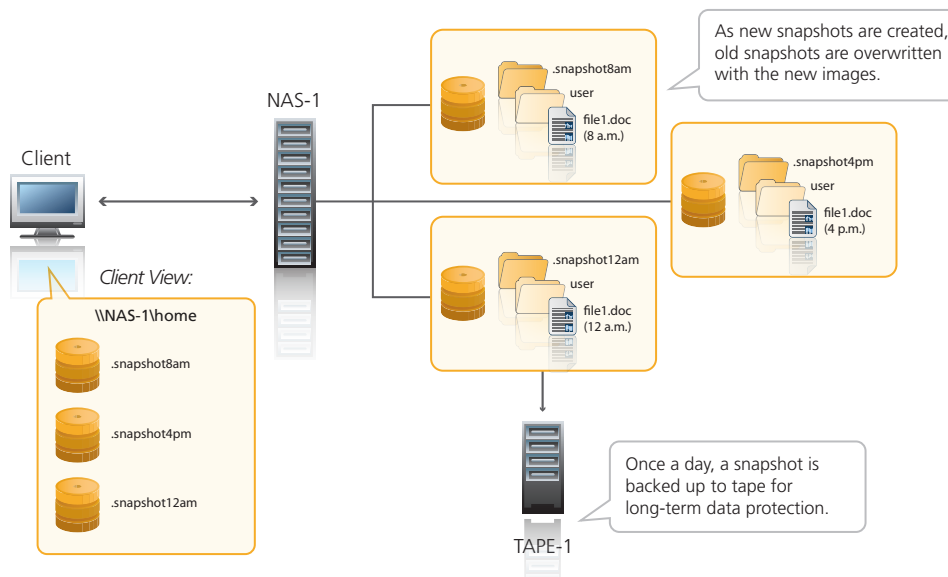 As new snapshots are created,
old snapshots are overwritten
with the new images.
.snapshot8am
user
file1.doc
(8 a.m.)
NAS-1
Client
.snapshot4pm
user
file1.doc
(4 p.m.)
.snapshot12am
user
file1.doc
(12 a.m.)
Client View:
\\NAS-1\home
.snapshot8am
.snapshot4pm
.snapshot12am
Once a day, a snapshot is
backed up to tape for
long-term data protection.
TAPE-1